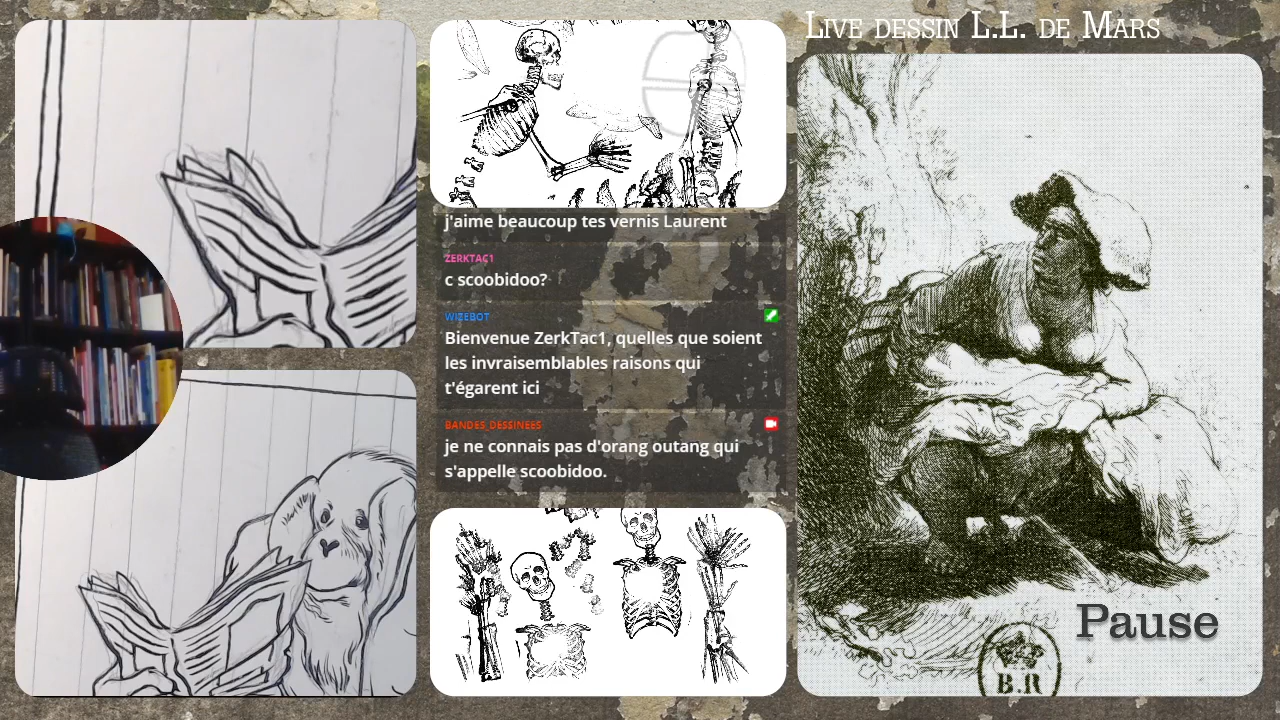 LIVE DESSIN L.L. DE MARS
j'aime beaucoup tes vernis Laurent
ZERKTAC1
c scoobidoo?
WIZEBOT
Bienvenue ZerkTac1, quelles que soient
les invraisemblables raisons qui
t'égarent ici
BANDES_DESSINEES
je ne connais pas d'orang outang qui
s'appelle scoobidoo.
Pause
B.R